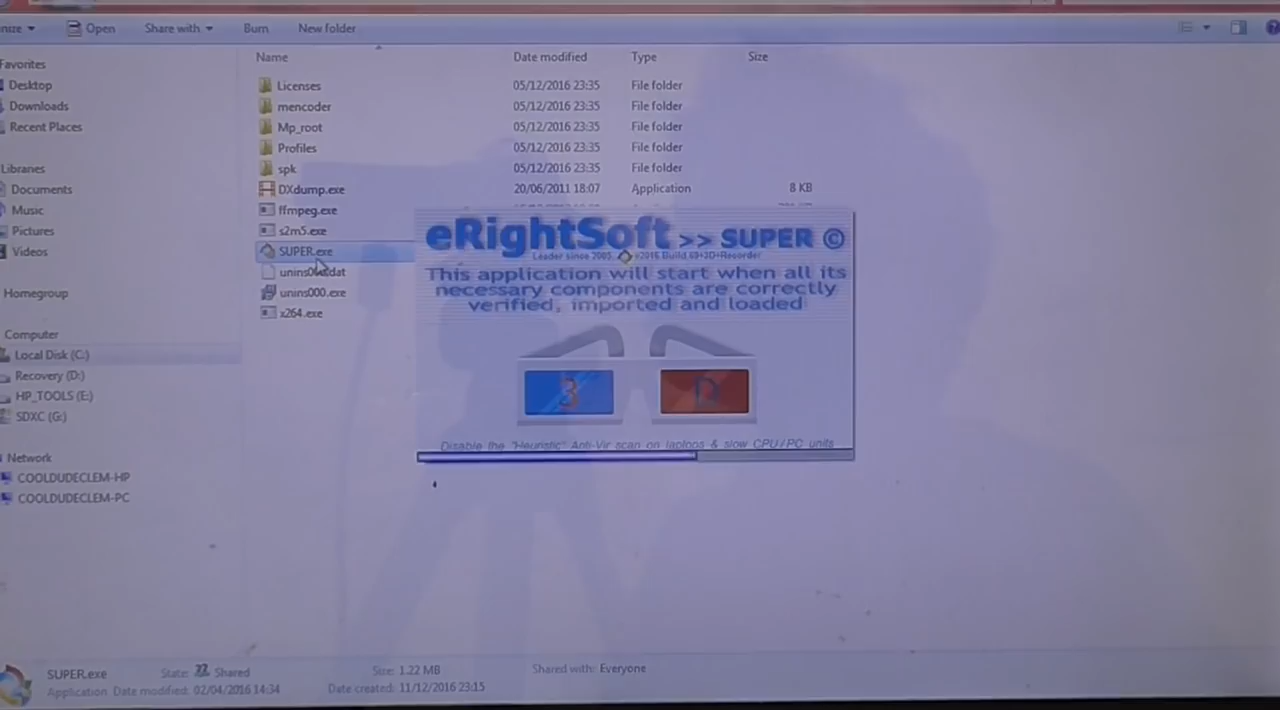 Open
Share with
Burn
New folder
Name Date modified Type Size
Favorites
Desktop
Downloads
Recent Places
Libraries
Documents
Music
Pictures
Videos
Homegroup
Computer
Local Disk (C:)
Recovery (D:)
HP_TOOLS (E:)
SDXC (G:)
Network
COOLDUDECLEM-HP
COOLDUDECLEM-PC
Licenses 05/12/2016 23:35 File folder
mencoder 05/12/2016 23:35 File folder
Mp_root 05/12/2016 23:35 File folder
Profiles 05/12/2016 23:35 File folder
spk 05/12/2016 23:35 File folder
DXdump.exe 20/06/2011 18:07 Application 8 KB
ffmpeg.exe
s2m5.exe
SUPER.exe
unins000.exe
x264.exe
eRightSoft >> SUPER ©
Leader since 2005.
This application will start when all its
necessary components are correctly
verified, imported and loaded
3 D
Disable the "Heuristic" Anti-Vir scan on laptops & slow CPU/PC units
SUPER.exe State: Shared Size: 1.22 MB Shared with: Everyone
Application Date modified: 02/04/2016 14:34 Date created: 11/12/2016 23:15